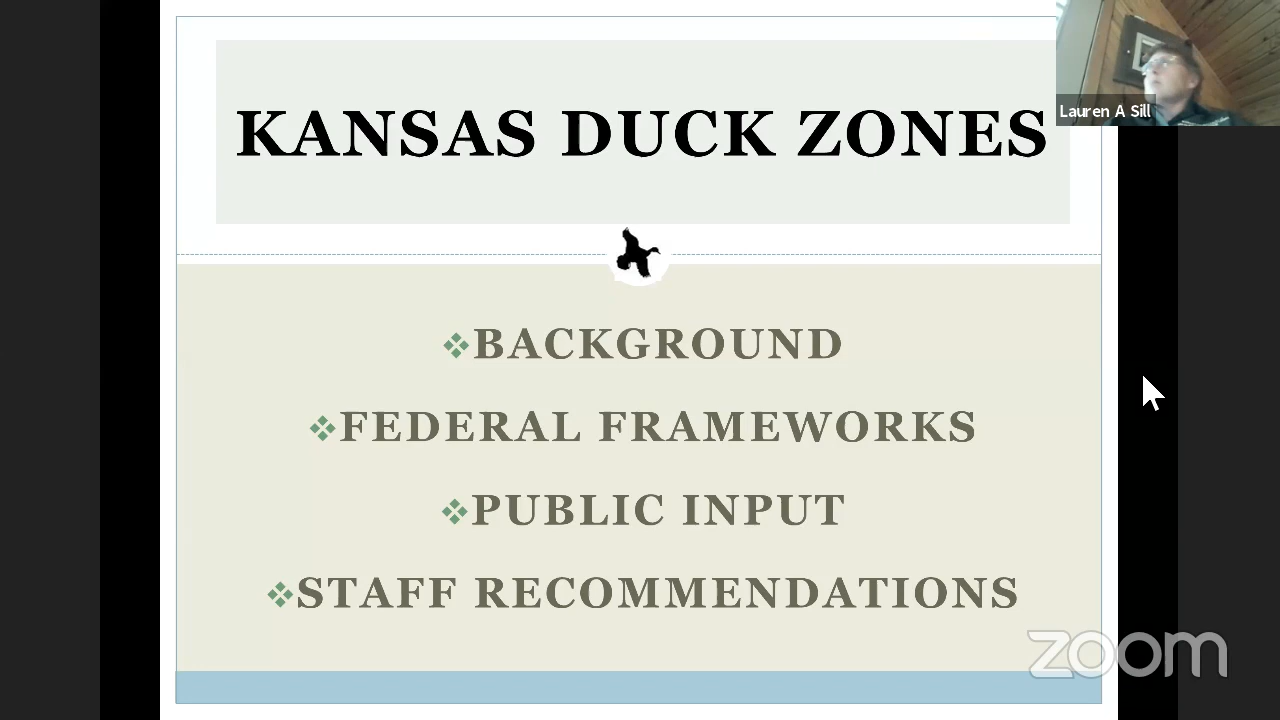 KANSAS DUCK ZONES
Lauren A Sill
BACKGROUND
FEDERAL FRAMEWORKS
PUBLIC INPUT
STAFF RECOMMENDATIONS
zoom